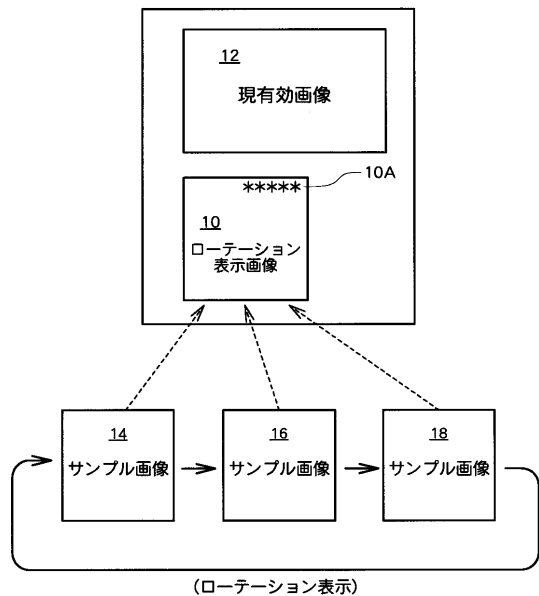 12
現有効画像
*****
10A
10
ローテーション
表示画像
14
サンプル画像
16
サンプル画像
18
サンプル画像
(ローテーション表示)